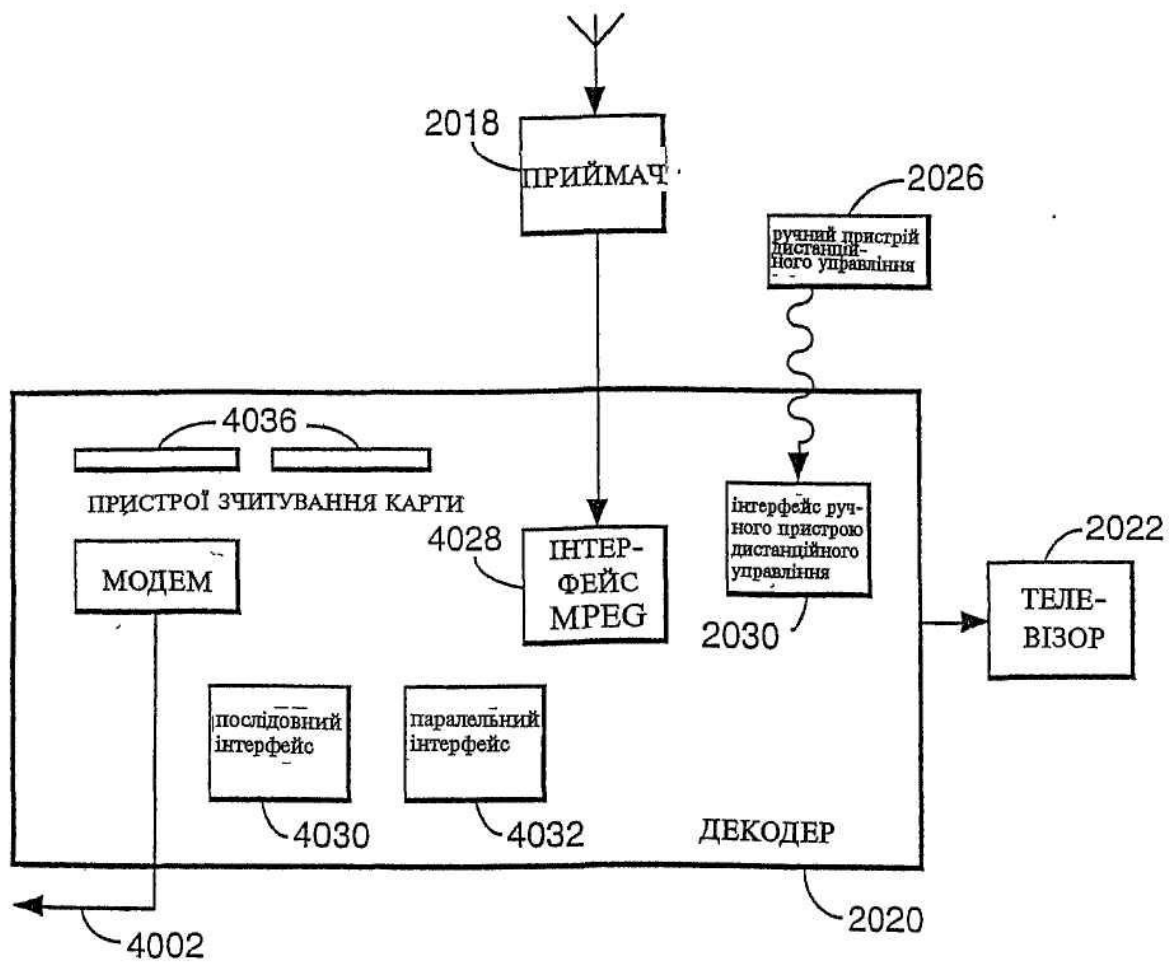 2018
ПРИЙМАЧ
2026
ручний пристрій
дистанцій-
ного управління
4036
ПРИСТРОЇ ЗЧИТУВАННЯ КАРТИ
МОДЕМ
4028
ІНТЕР-
ФЕЙС
MPEG
інтерфейс руч-
ного пристрою
дистанційного
управління
2030
2022
ТЕЛЕ-
ВІЗОР
послідовний
інтерфейс
4030
паралельний
інтерфейс
4032
ДЕКОДЕР
2020
4002